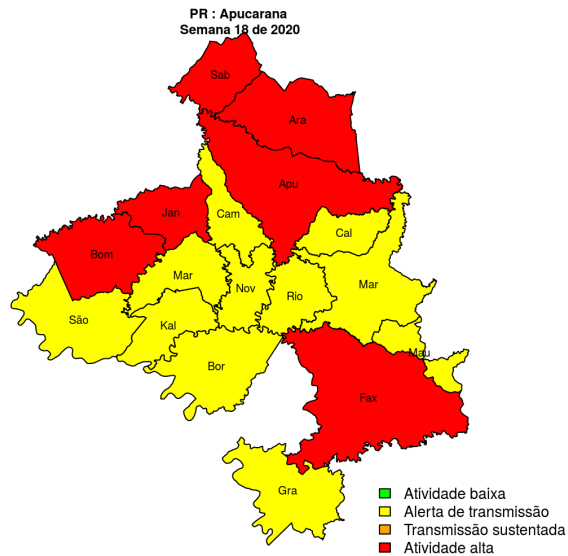 PR : Apucarana
Semana 18 de 2020
Sab
Ara
Apu
Jan
Cam
Cal
Bom
Mar
Nov
Rio
Mar
São
Kal
Mau
Bor
Fax
Gra
Atividade baixa
Alerta de transmissão
Transmissão sustentada
Atividade alta